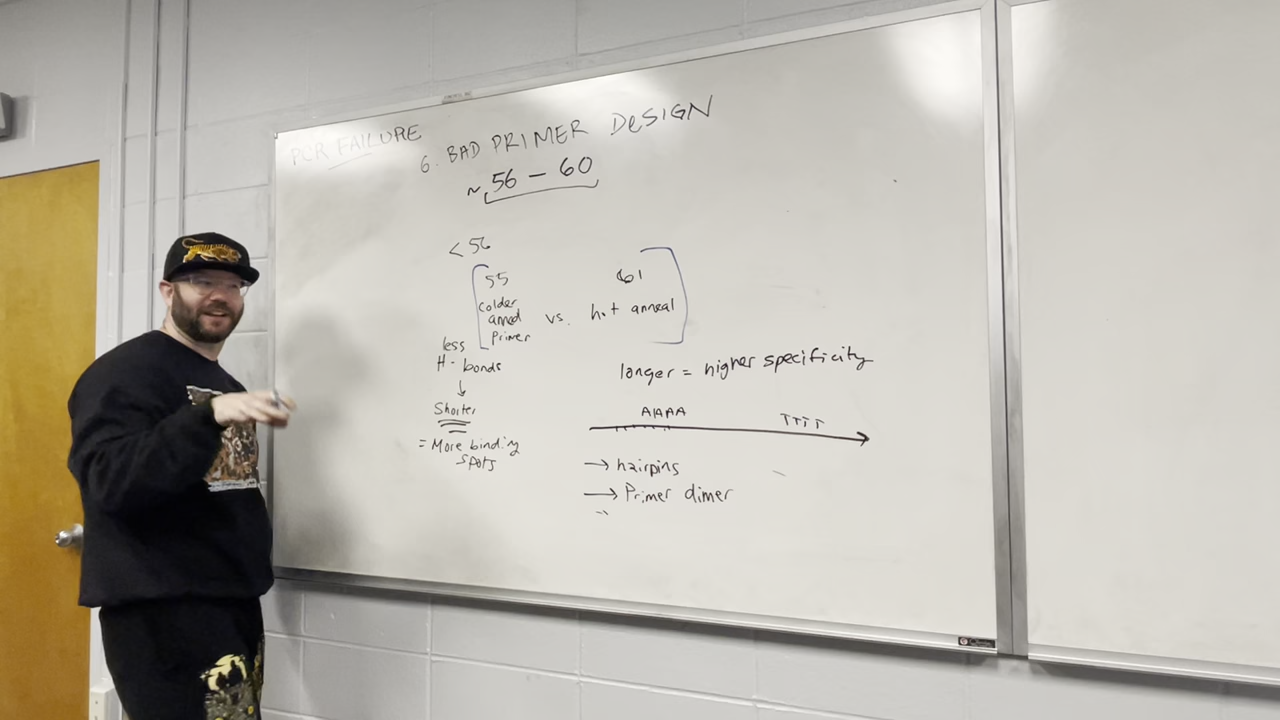 PCR FAILURE
6. BAD PRIMER DeSIGN
~ 56 – 60
< 56
55
colder
anneal
Primer
vs.
61
hot anneal
less
H-bonds
↓
Shorter
= More binding
spots
longer = higher specificity
AAAA
TTTT
→ hairpins
→ Primer dimer